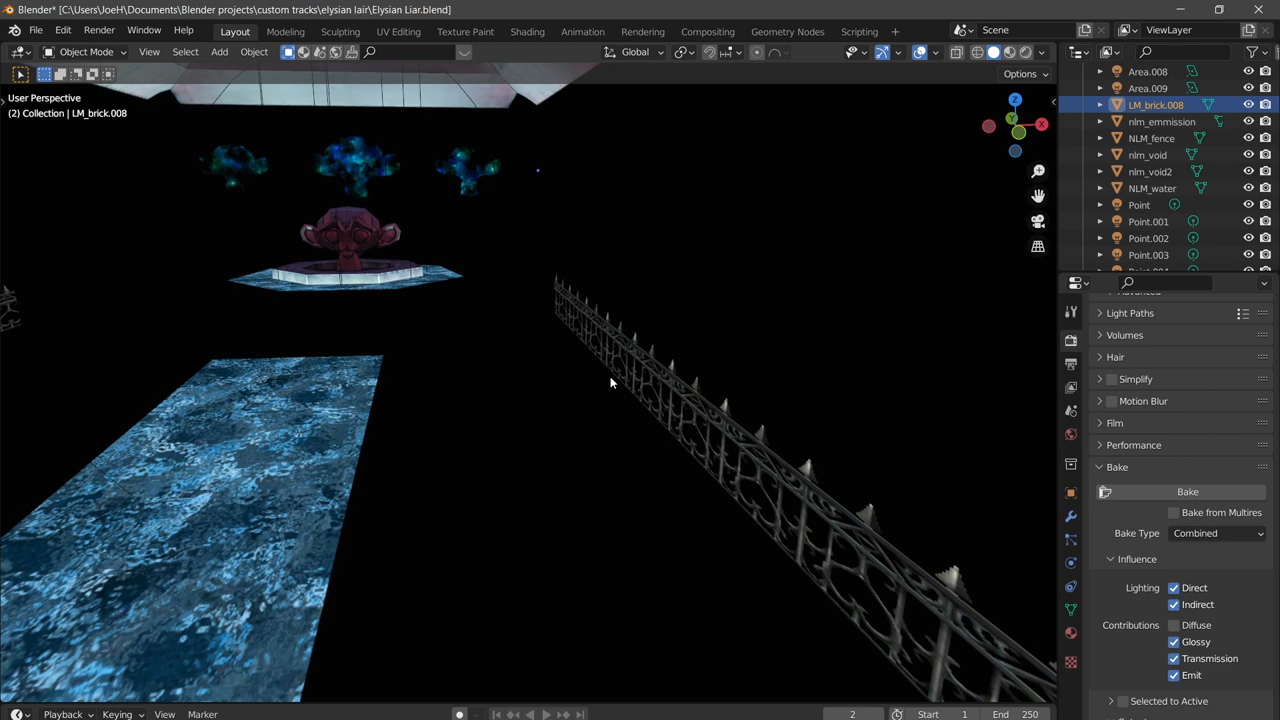 Blender* [C:\Users\JoeH\Documents\Blender projects\custom tracks\elysian lair\Elysian Liar.blend]
File Edit Render Window Help Layout Modeling Sculpting UV Editing Texture Paint Shading Animation Rendering Compositing Geometry Nodes Scripting + Scene ViewLayer
Object Mode View Select Add Object Global
Options
User Perspective
(2) Collection | LM_brick.008
Z
Y
X
Area.008
Area.009
LM_brick.008
nlm_emmission
NLM_fence
nlm_void
nlm_void2
NLM_water
Point
Point.001
Point.002
Point.003
Light Paths
Volumes
Hair
Simplify
Motion Blur
Film
Performance
Bake
Bake
Bake from Multires
Bake Type Combined
Influence
Lighting Direct
Indirect
Contributions Diffuse
Glossy
Transmission
Emit
Selected to Active
Playback Keying View Marker 2 Start 1 End 250